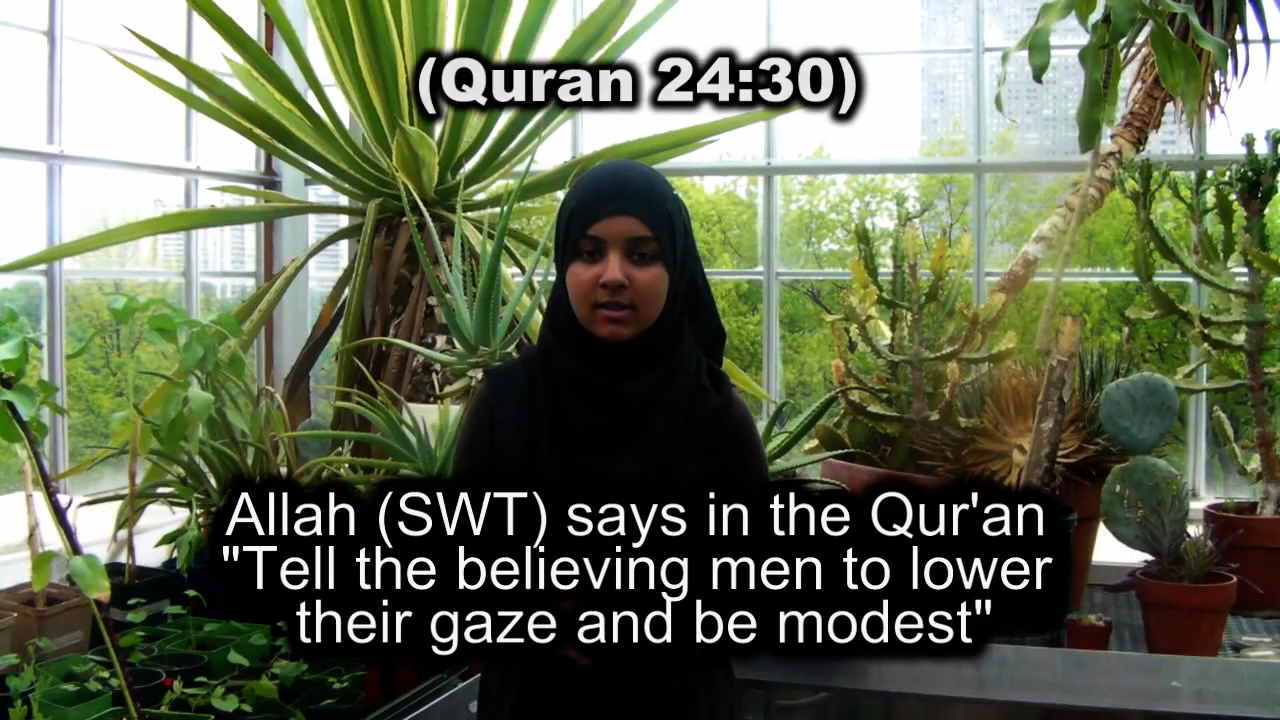 (Quran 24:30)
Allah (SWT) says in the Qur'an
"Tell the believing men to lower
their gaze and be modest"